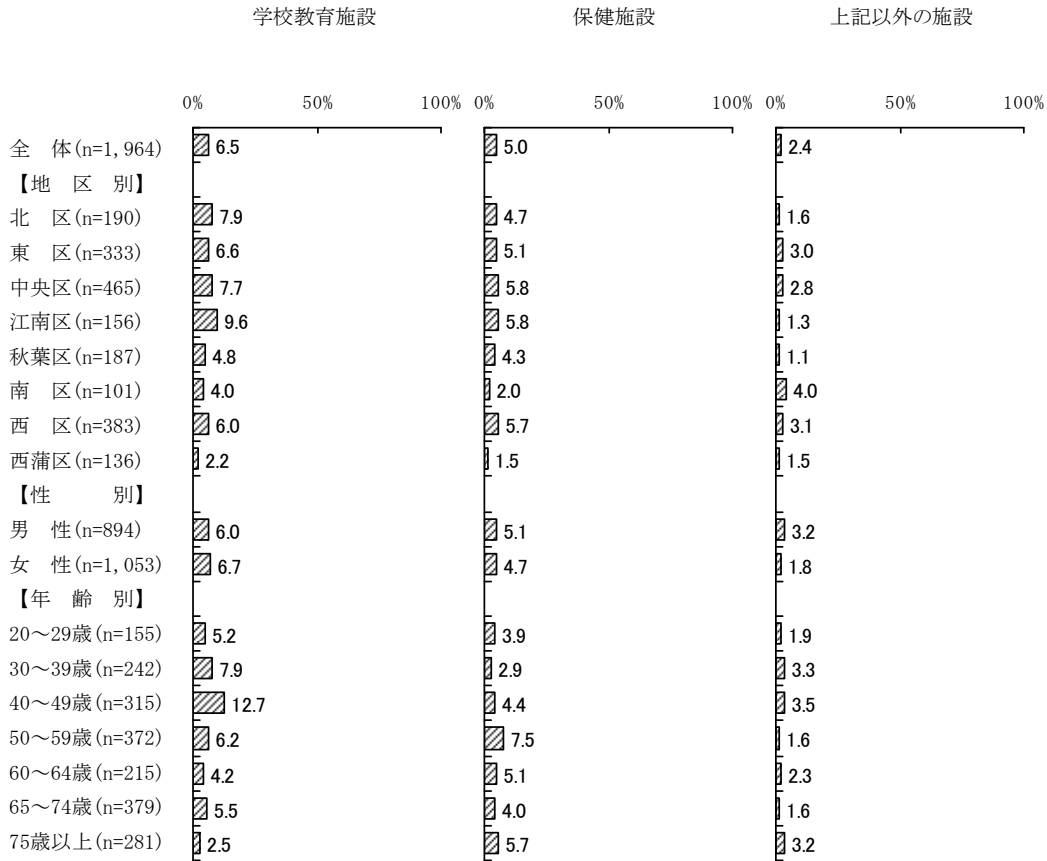 学校教育施設 保健施設 上記以外の施設
0% 50% 100% 0% 50% 100% 0% 50% 100%
全 体(n=1,964) 6.5 5.0 2.4
【地 区 別】
北 区(n=190) 7.9 4.7 1.6
東 区(n=333) 6.6 5.1 3.0
中央区(n=465) 7.7 5.8 2.8
江南区(n=156) 9.6 5.8 1.3
秋葉区(n=187) 4.8 4.3 1.1
南 区(n=101) 4.0 2.0 4.0
西 区(n=383) 6.0 5.7 3.1
西蒲区(n=136) 2.2 1.5 1.5
【性 別】
男 性(n=894) 6.0 5.1 3.2
女 性(n=1,053) 6.7 4.7 1.8
【年 齢 別】
20～29歳(n=155) 5.2 3.9 1.9
30～39歳(n=242) 7.9 2.9 3.3
40～49歳(n=315) 12.7 4.4 3.5
50～59歳(n=372) 6.2 7.5 1.6
60～64歳(n=215) 4.2 5.1 2.3
65～74歳(n=379) 5.5 4.0 1.6
75歳以上(n=281) 2.5 5.7 3.2